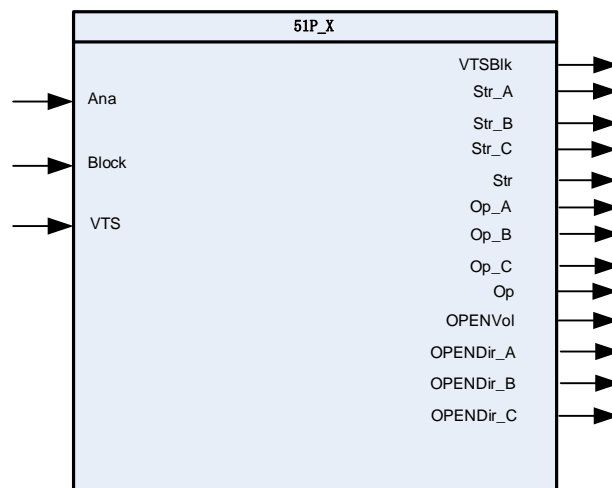 51P_X
Ana
Block
VTS
VTSBlk
Str_A
Str_B
Str_C
Str
Op_A
Op_B
Op_C
Op
OPENVol
OPENDir_A
OPENDir_B
OPENDir_C